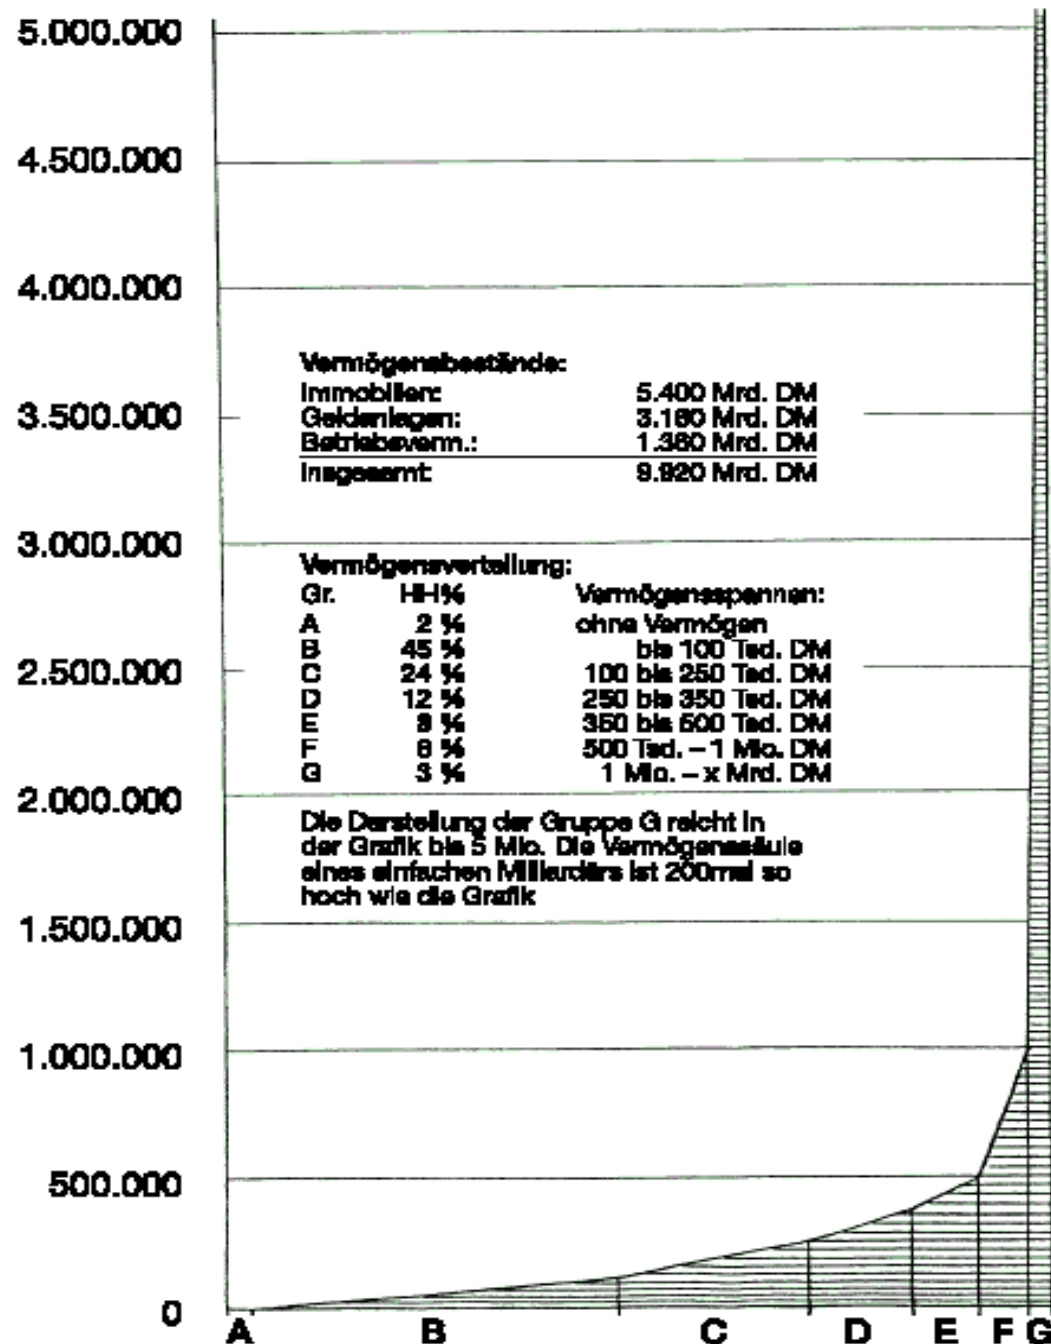 5.000.000
4.500.000
4.000.000
3.500.000
3.000.000
2.500.000
2.000.000
1.500.000
1.000.000
500.000
0
Vermögensbestände:
Immobilien: 5.400 Mrd. DM
Geldanlagen: 3.160 Mrd. DM
Betriebsverm.: 1.360 Mrd. DM
Insgesamt: 9.920 Mrd. DM
Vermögensverteilung:
Gr. HH% Vermögensspannen:
A 2 % ohne Vermögen
B 45 % bis 100 Tsd. DM
C 24 % 100 bis 250 Tsd. DM
D 12 % 250 bis 350 Tsd. DM
E 8 % 350 bis 500 Tsd. DM
F 6 % 500 Tsd. – 1 Mio. DM
G 3 % 1 Mio. – x Mrd. DM
Die Darstellung der Gruppe G reicht in
der Grafik bis 5 Mio. Die Vermögenssäule
eines einfachen Milliardärs ist 200mal so
hoch wie die Grafik
A B C D E F G